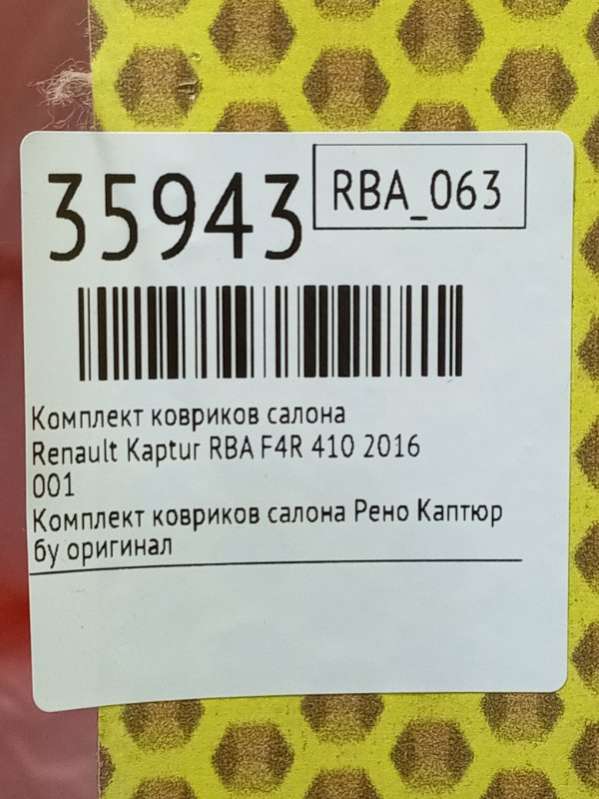 35943
RBA_063
Комплект ковриков салона
Renault Kaptur RBA F4R 410 2016
001
Комплект ковриков салона Рено Каптюр
бу оригинал